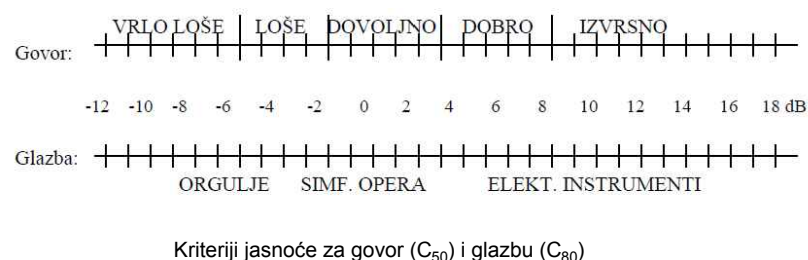 VRLO LOŠE LOŠE DOVOLJNO DOBRO IZVRSNO
Govor:
-12 -10 -8 -6 -4 -2 0 2 4 6 8 10 12 14 16 18 dB
Glazba:
ORGULJE SIMF. OPERA ELEKT. INSTRUMENTI
Kriteriji jasnoće za govor (C50) i glazbu (C80)